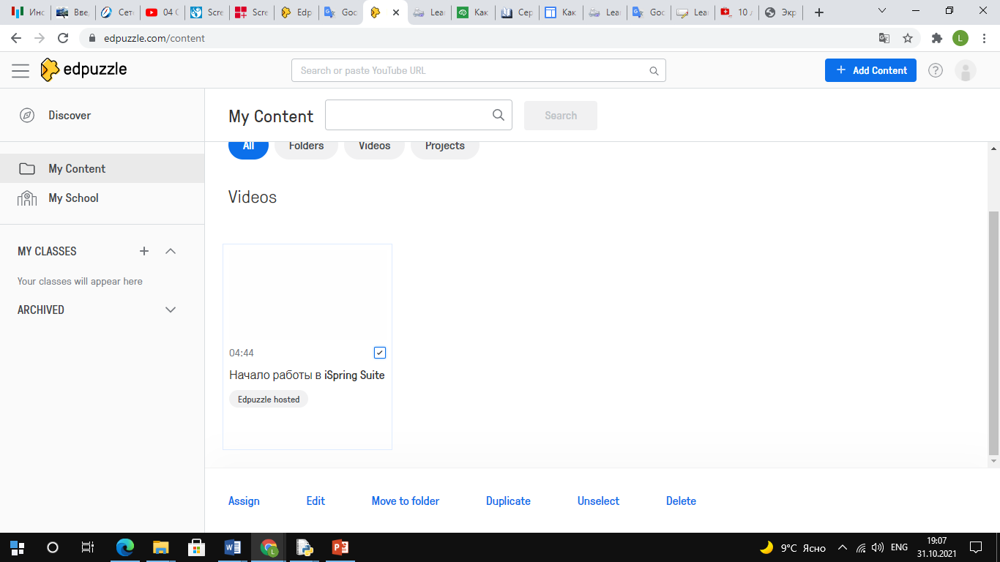 Инс
Вве,
Сет
04 С
Scre
Scre
Edp
Goc
Lear
Как
Сер
Как
Lear
Goc
Lear
10 л
Экр
edpuzzle.com/content
L
edpuzzle
Search or paste YouTube URL
+ Add Content
?
Discover
My Content
Search
All
Folders
Videos
Projects
My Content
My School
Videos
MY CLASSES
Your classes will appear here
ARCHIVED
04:44
Начало работы в iSpring Suite
Edpuzzle hosted
Assign
Edit
Move to folder
Duplicate
Unselect
Delete
9°C Ясно
ENG
19:07
31.10.2021